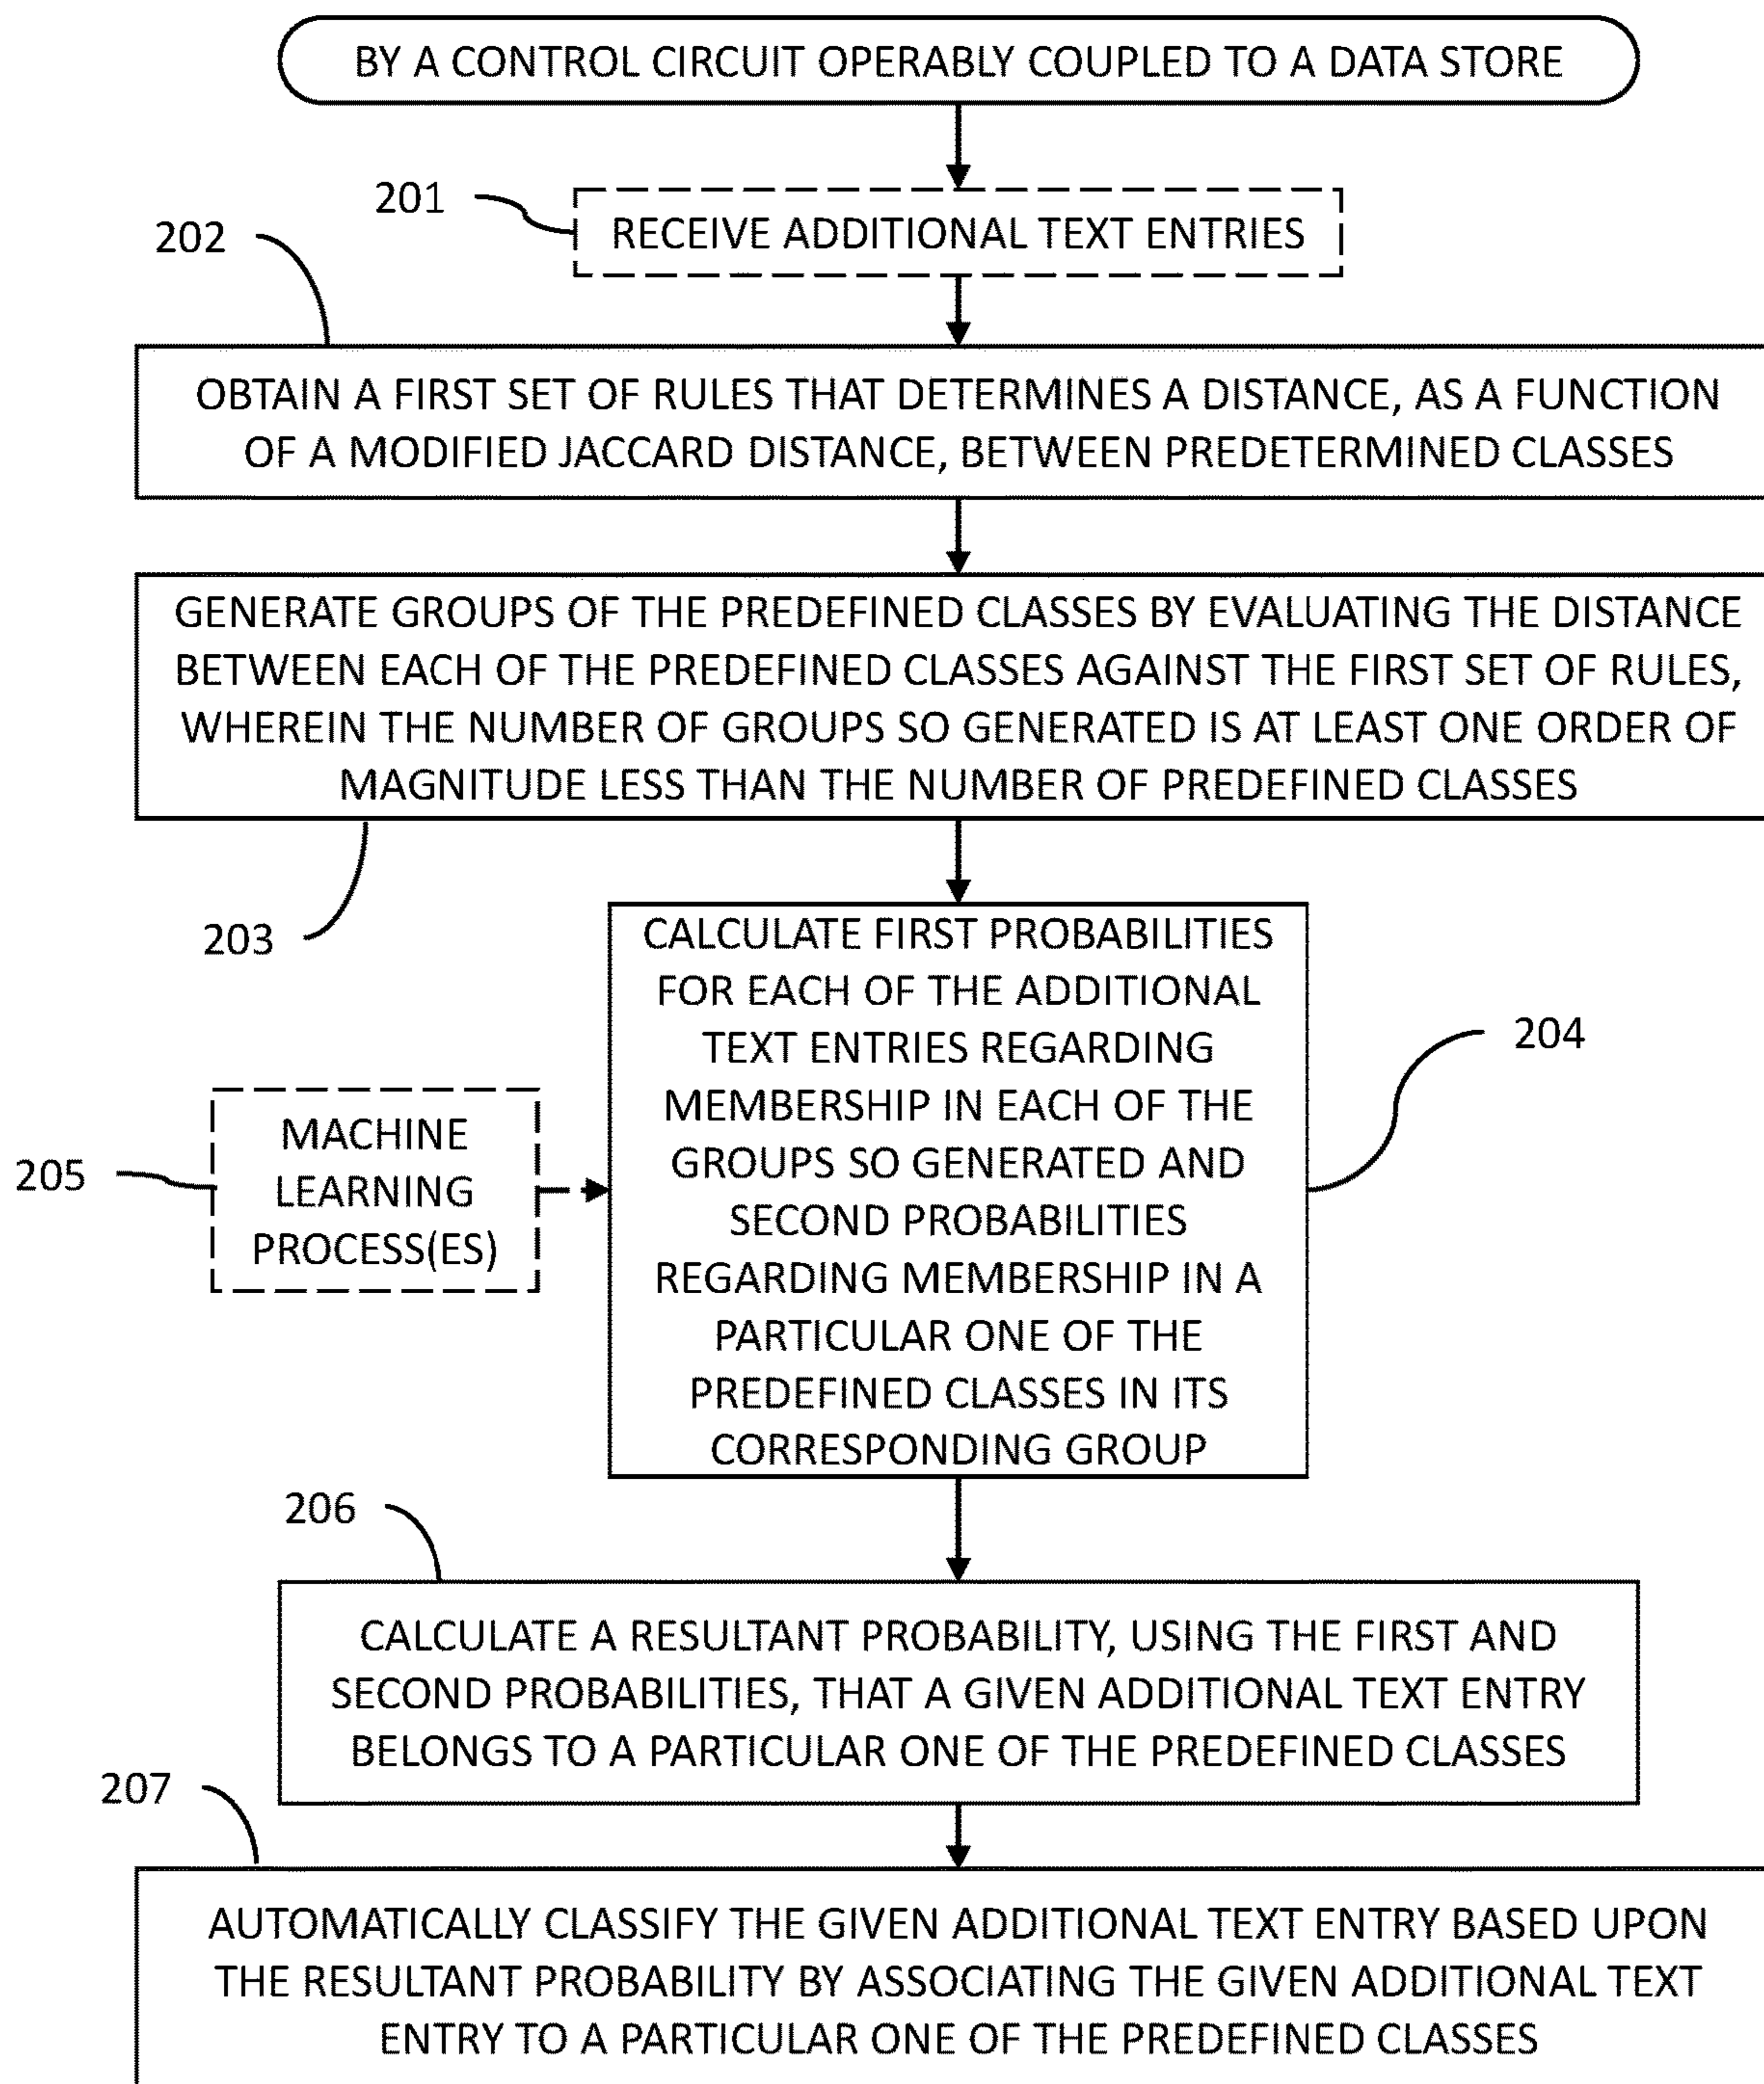 BY A CONTROL CIRCUIT OPERABLY COUPLED TO A DATA STORE
201
RECEIVE ADDITIONAL TEXT ENTRIES
202
OBTAIN A FIRST SET OF RULES THAT DETERMINES A DISTANCE, AS A FUNCTION
OF A MODIFIED JACCARD DISTANCE, BETWEEN PREDETERMINED CLASSES
GENERATE GROUPS OF THE PREDEFINED CLASSES BY EVALUATING THE DISTANCE
BETWEEN EACH OF THE PREDEFINED CLASSES AGAINST THE FIRST SET OF RULES,
WHEREIN THE NUMBER OF GROUPS SO GENERATED IS AT LEAST ONE ORDER OF
MAGNITUDE LESS THAN THE NUMBER OF PREDEFINED CLASSES
203
CALCULATE FIRST PROBABILITIES
FOR EACH OF THE ADDITIONAL
TEXT ENTRIES REGARDING
MEMBERSHIP IN EACH OF THE
GROUPS SO GENERATED AND
SECOND PROBABILITIES
REGARDING MEMBERSHIP IN A
PARTICULAR ONE OF THE
PREDEFINED CLASSES IN ITS
CORRESPONDING GROUP
204
205
MACHINE
LEARNING
PROCESS(ES)
206
CALCULATE A RESULTANT PROBABILITY, USING THE FIRST AND
SECOND PROBABILITIES, THAT A GIVEN ADDITIONAL TEXT ENTRY
BELONGS TO A PARTICULAR ONE OF THE PREDEFINED CLASSES
207
AUTOMATICALLY CLASSIFY THE GIVEN ADDITIONAL TEXT ENTRY BASED UPON
THE RESULTANT PROBABILITY BY ASSOCIATING THE GIVEN ADDITIONAL TEXT
ENTRY TO A PARTICULAR ONE OF THE PREDEFINED CLASSES